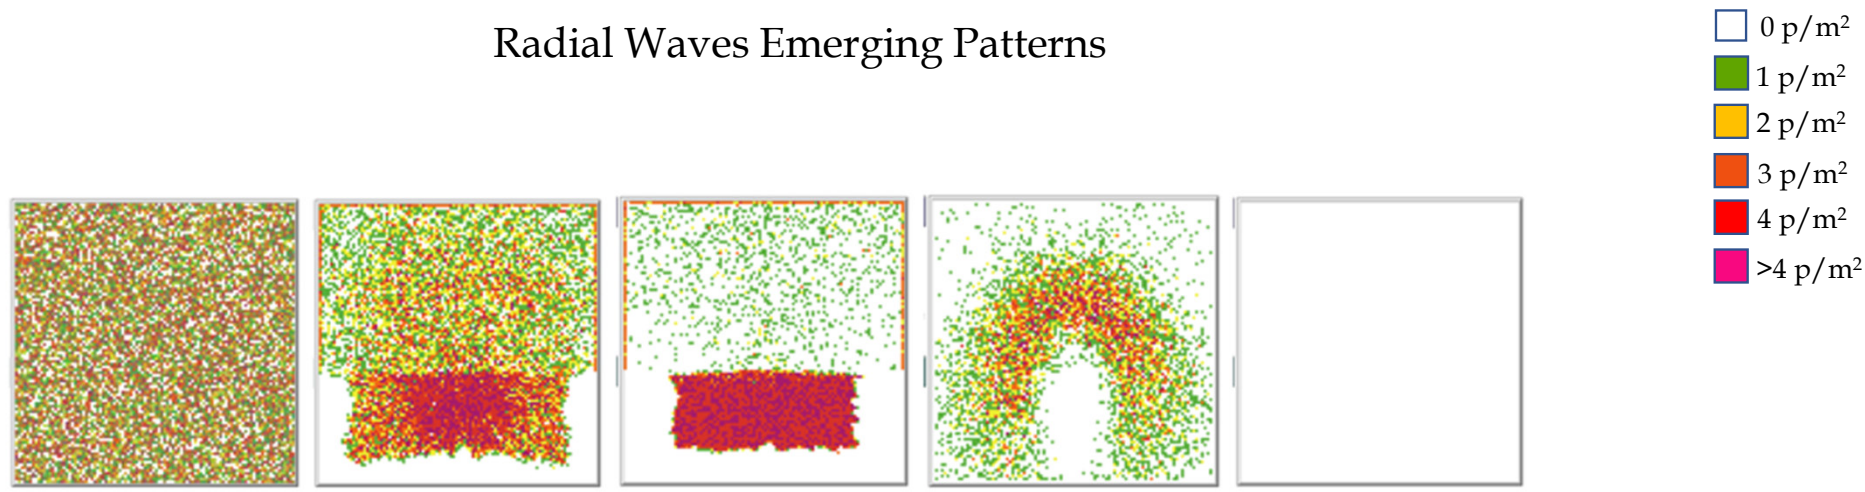 Radial Waves Emerging Patterns
0 p/m²
1 p/m²
2 p/m²
3 p/m²
4 p/m²
>4 p/m²